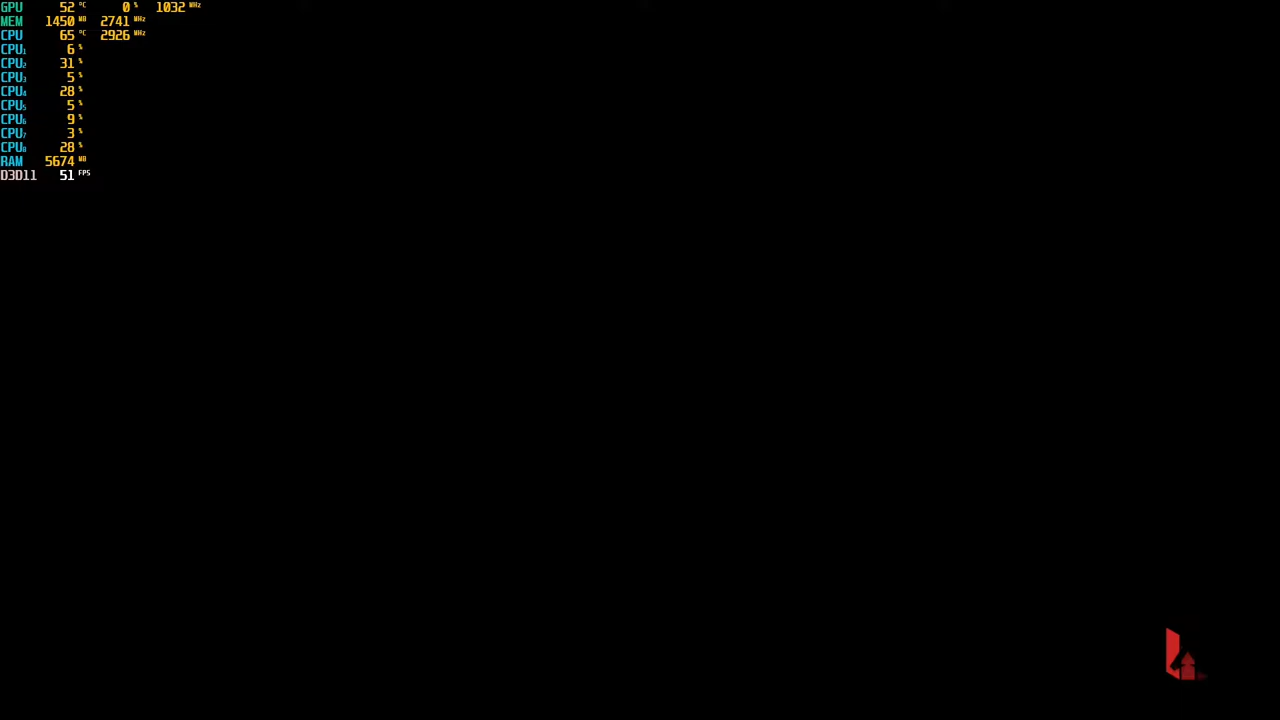 GPU 52 °C 0 % 1032 MHz
MEM 1450 MB 2741 MHz
CPU 65 °C 2926 MHz
CPU1 6 %
CPU2 31 %
CPU3 5 %
CPU4 28 %
CPU5 5 %
CPU6 9 %
CPU7 3 %
CPU8 28 %
RAM 5674 MB
D3D11 51 FPS